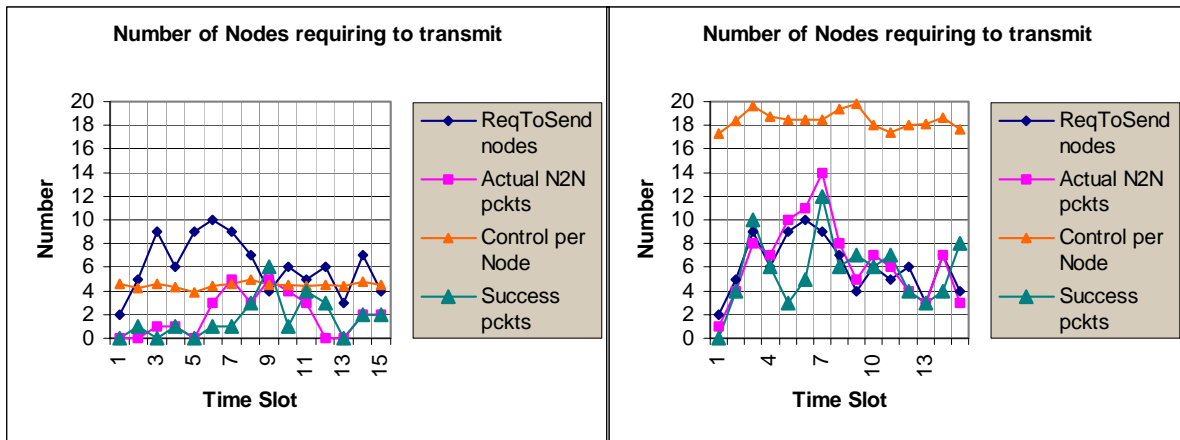 Number of Nodes requiring to transmit
20
18
16
14
12
10
8
6
4
2
0
Number
1
3
5
7
9
11
13
15
Time Slot
ReqToSend
nodes
Actual N2N
pckts
Control per
Node
Success
pckts
Number of Nodes requiring to transmit
20
18
16
14
12
10
8
6
4
2
0
Number
1
4
7
10
13
Time Slot
ReqToSend
nodes
Actual N2N
pckts
Control per
Node
Success
pckts